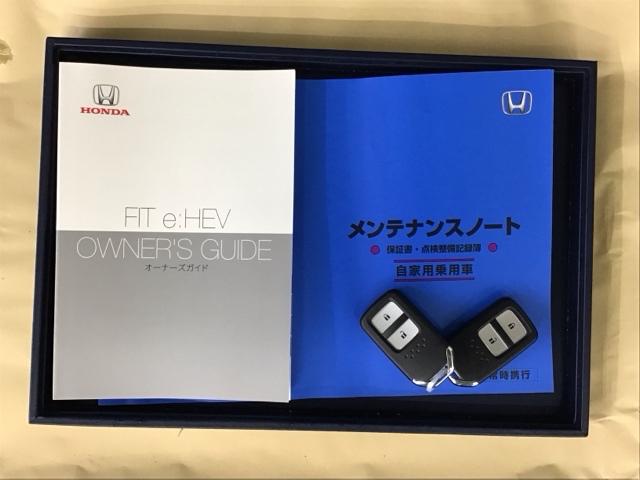 HONDA
FIT e:HEV
OWNER'S GUIDE
オーナーズガイド
メンテナンスノート
保証書・点検整備記録簿
自家用乗用車
常時携行